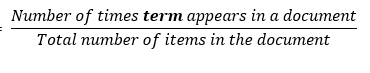 = Number of times term appears in a document
Total number of items in the document